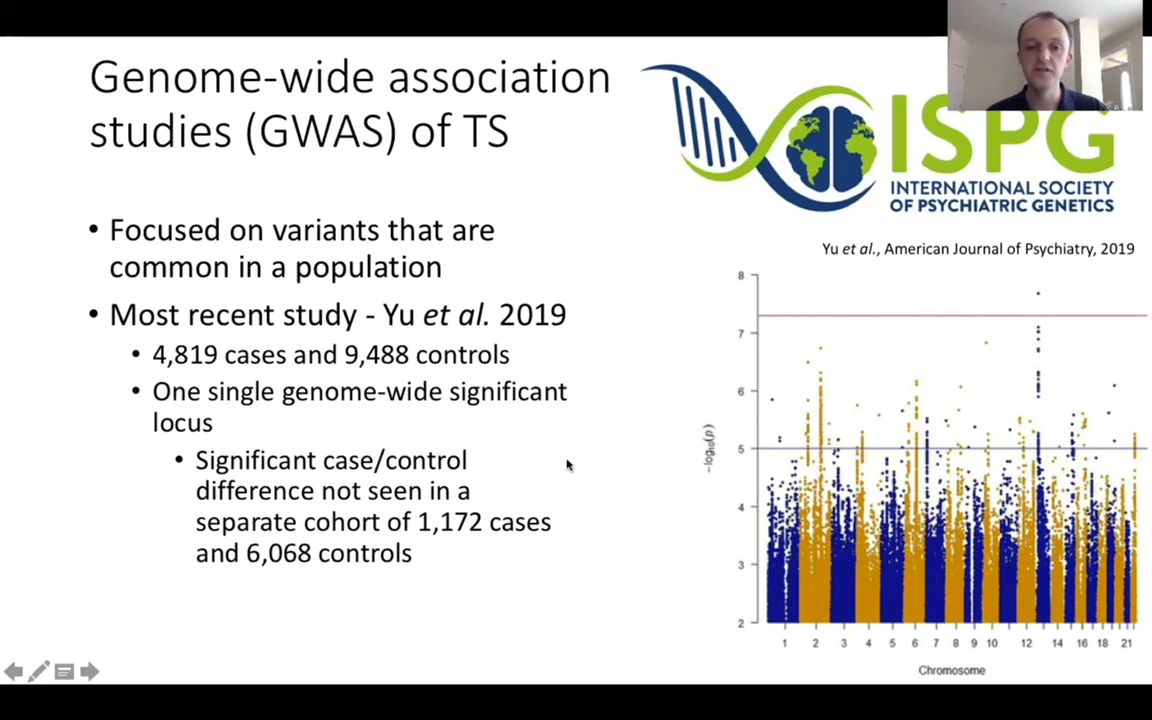 Genome-wide association
studies (GWAS) of TS
ISPG
INTERNATIONAL SOCIETY
OF PSYCHIATRIC GENETICS
• Focused on variants that are
common in a population
• Most recent study - Yu et al. 2019
• 4,819 cases and 9,488 controls
• One single genome-wide significant
locus
• Significant case/control
difference not seen in a
separate cohort of 1,172 cases
and 6,068 controls
Yu et al., American Journal of Psychiatry, 2019
8
7
6
5
4
3
2
-log10(p)
1 2 3 4 5 6 7 8 9 10 12 14 16 18 21
Chromosome